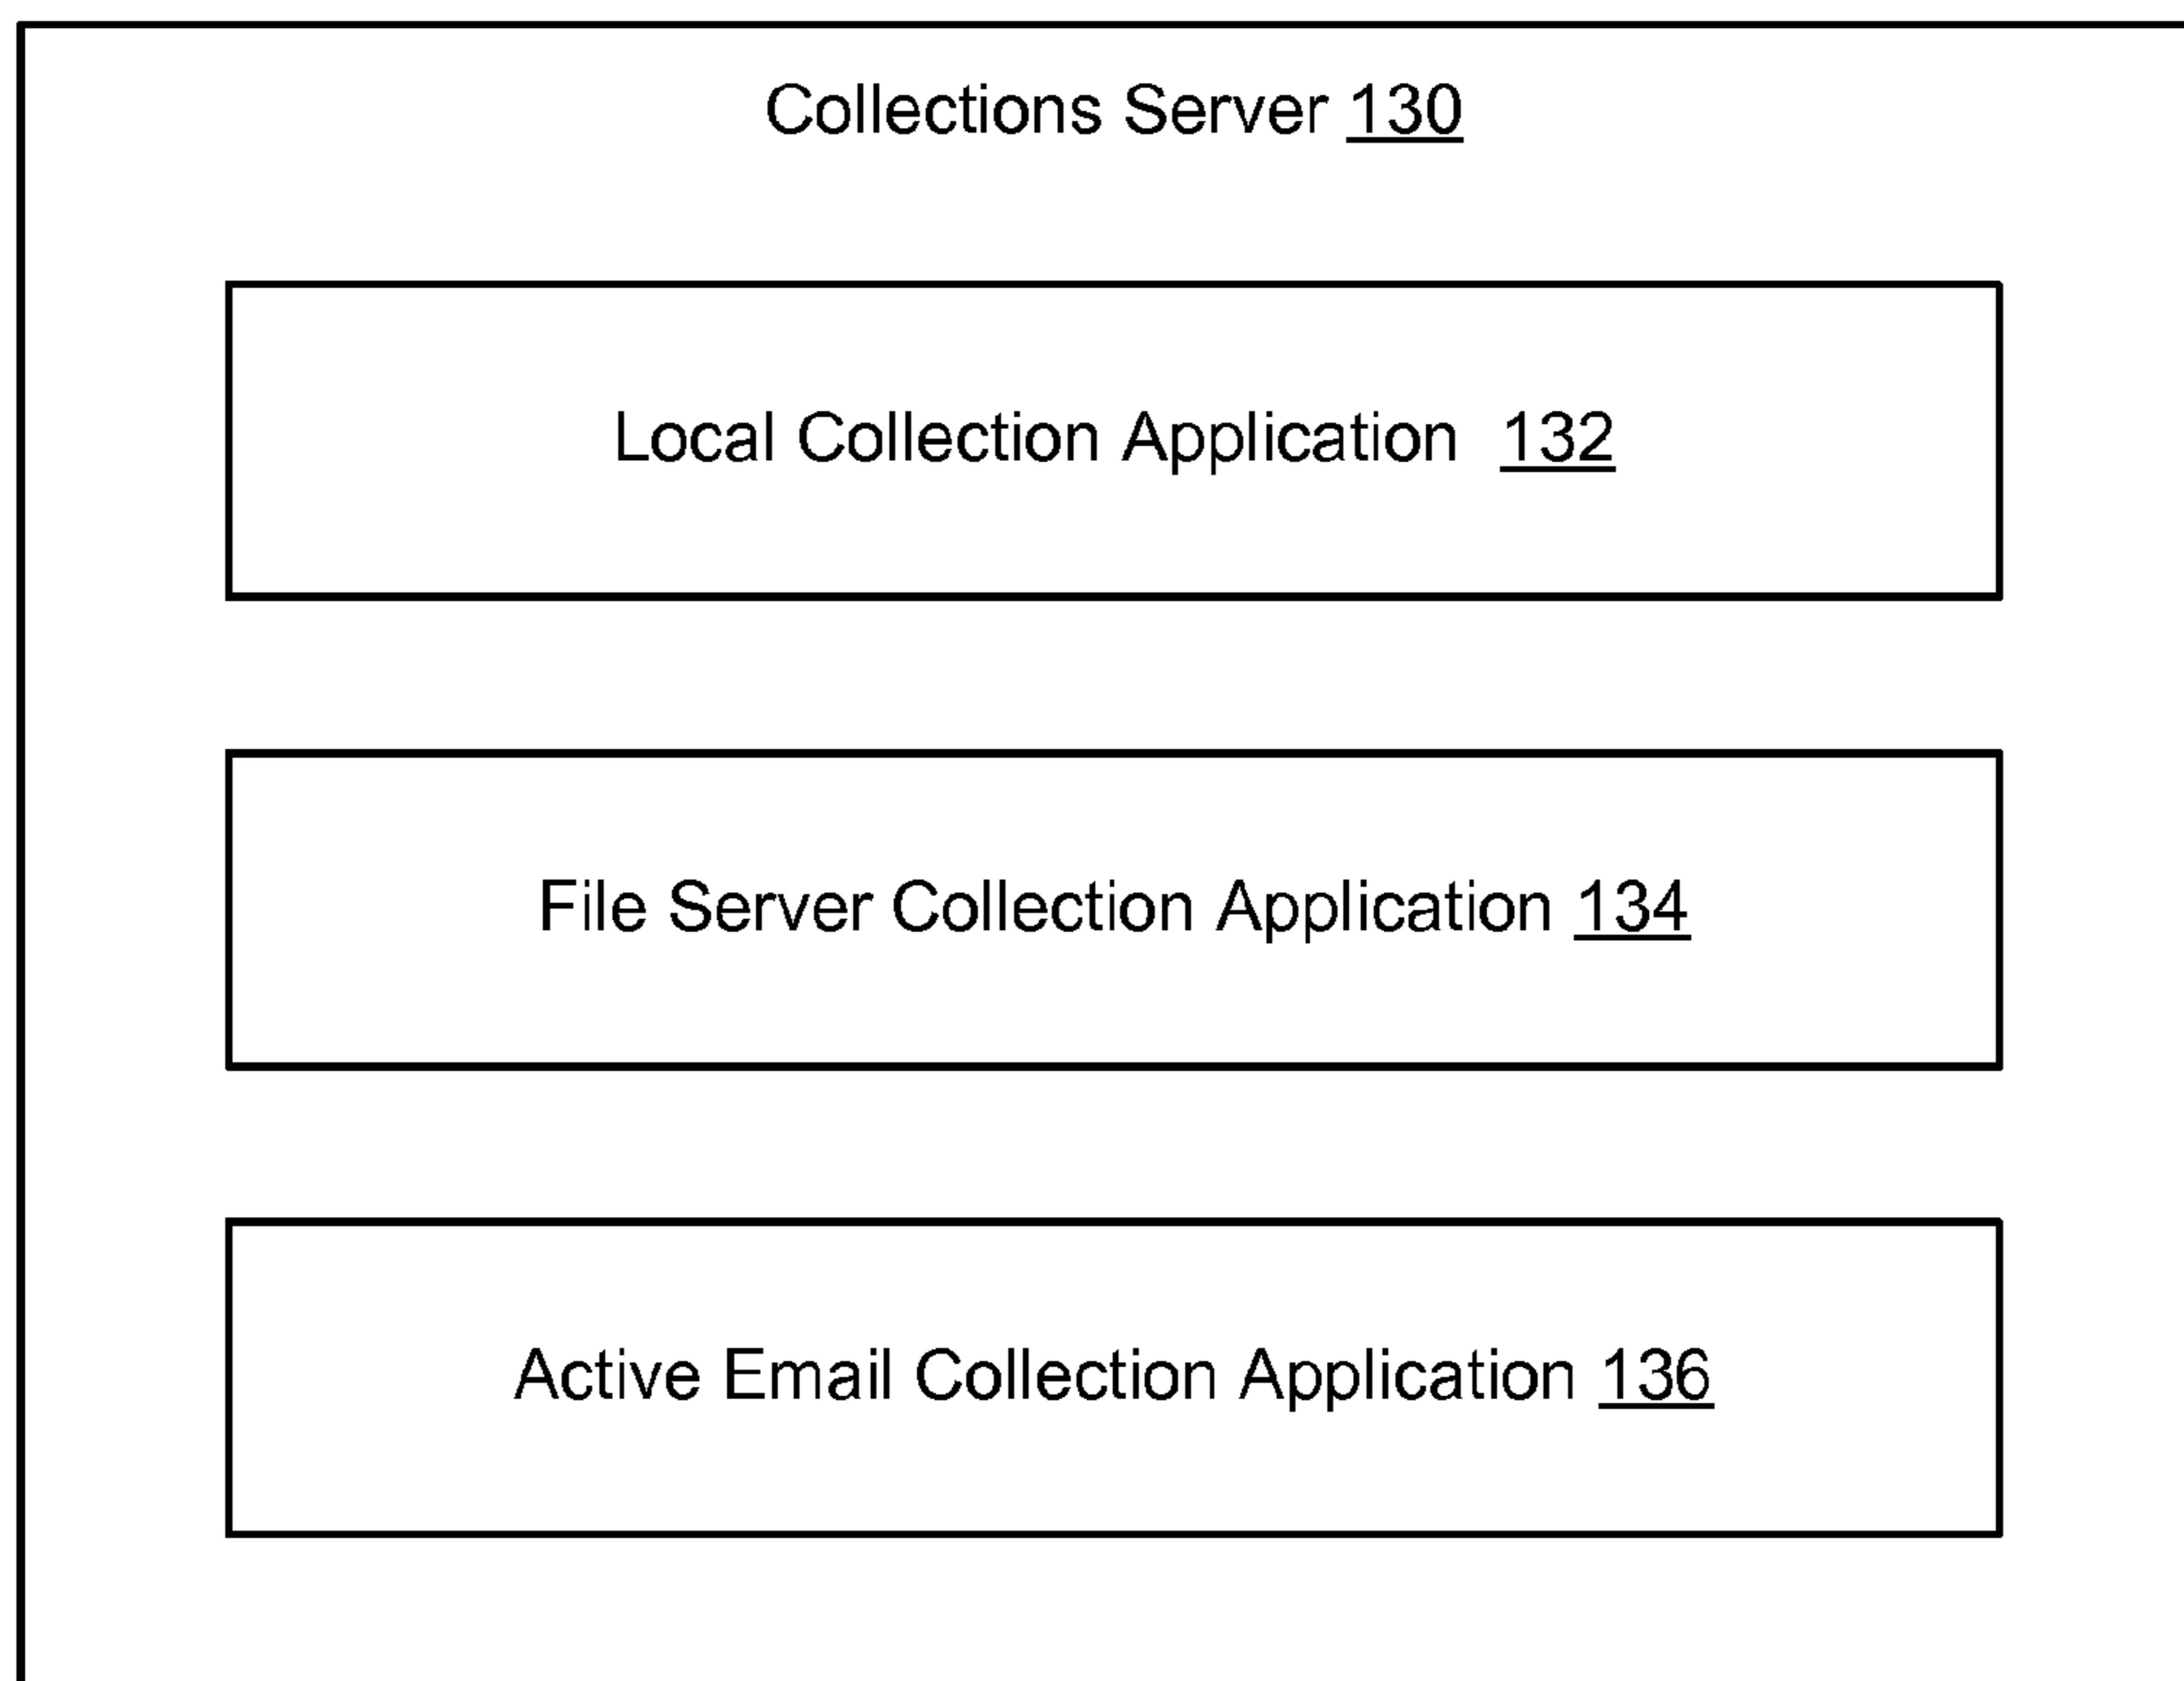 Collections Server 130
Local Collection Application 132
File Server Collection Application 134
Active Email Collection Application 136